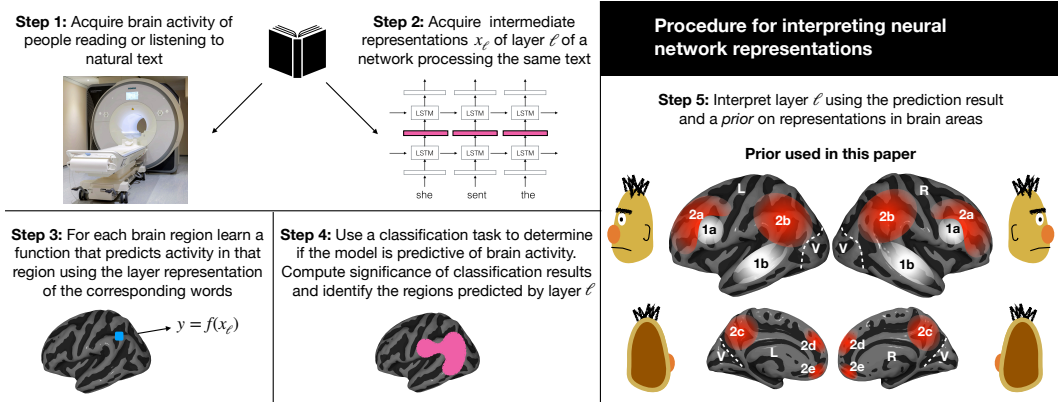 Step 1: Acquire brain activity of
people reading or listening to
natural text
Step 2: Acquire intermediate
representations xℓ of layer ℓ of a
network processing the same text
LSTM
LSTM
LSTM
LSTM
LSTM
LSTM
she
sent
the
Step 3: For each brain region learn a
function that predicts activity in that
region using the layer representation
of the corresponding words
y = f(xℓ)
Step 4: Use a classification task to determine
if the model is predictive of brain activity.
Compute significance of classification results
and identify the regions predicted by layer ℓ
Procedure for interpreting neural
network representations
Step 5: Interpret layer ℓ using the prediction result
and a prior on representations in brain areas
Prior used in this paper
L
2a
1a
2b
1b
V
R
2b
2a
1a
1b
V
2c
2d
2e
L
V
2c
2d
2e
R
V